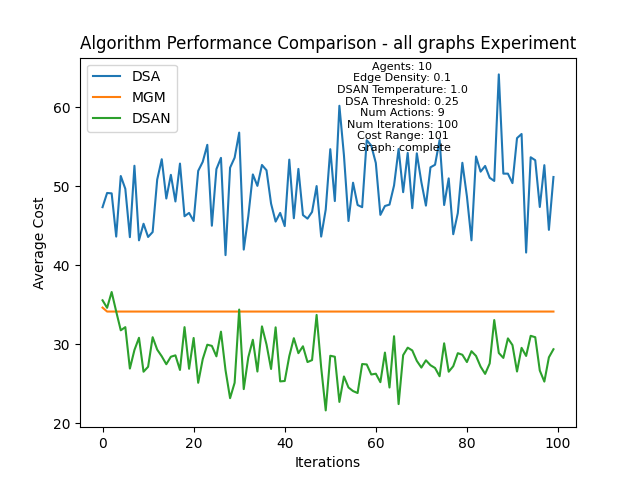 Algorithm Performance Comparison - all graphs Experiment
DSA
MGM
DSAN
Agents: 10
Edge Density: 0.1
DSAN Temperature: 1.0
DSA Threshold: 0.25
Num Actions: 9
Num Iterations: 100
Cost Range: 101
Graph: complete
Average Cost
60
50
40
30
20
0
20
40
60
80
100
Iterations